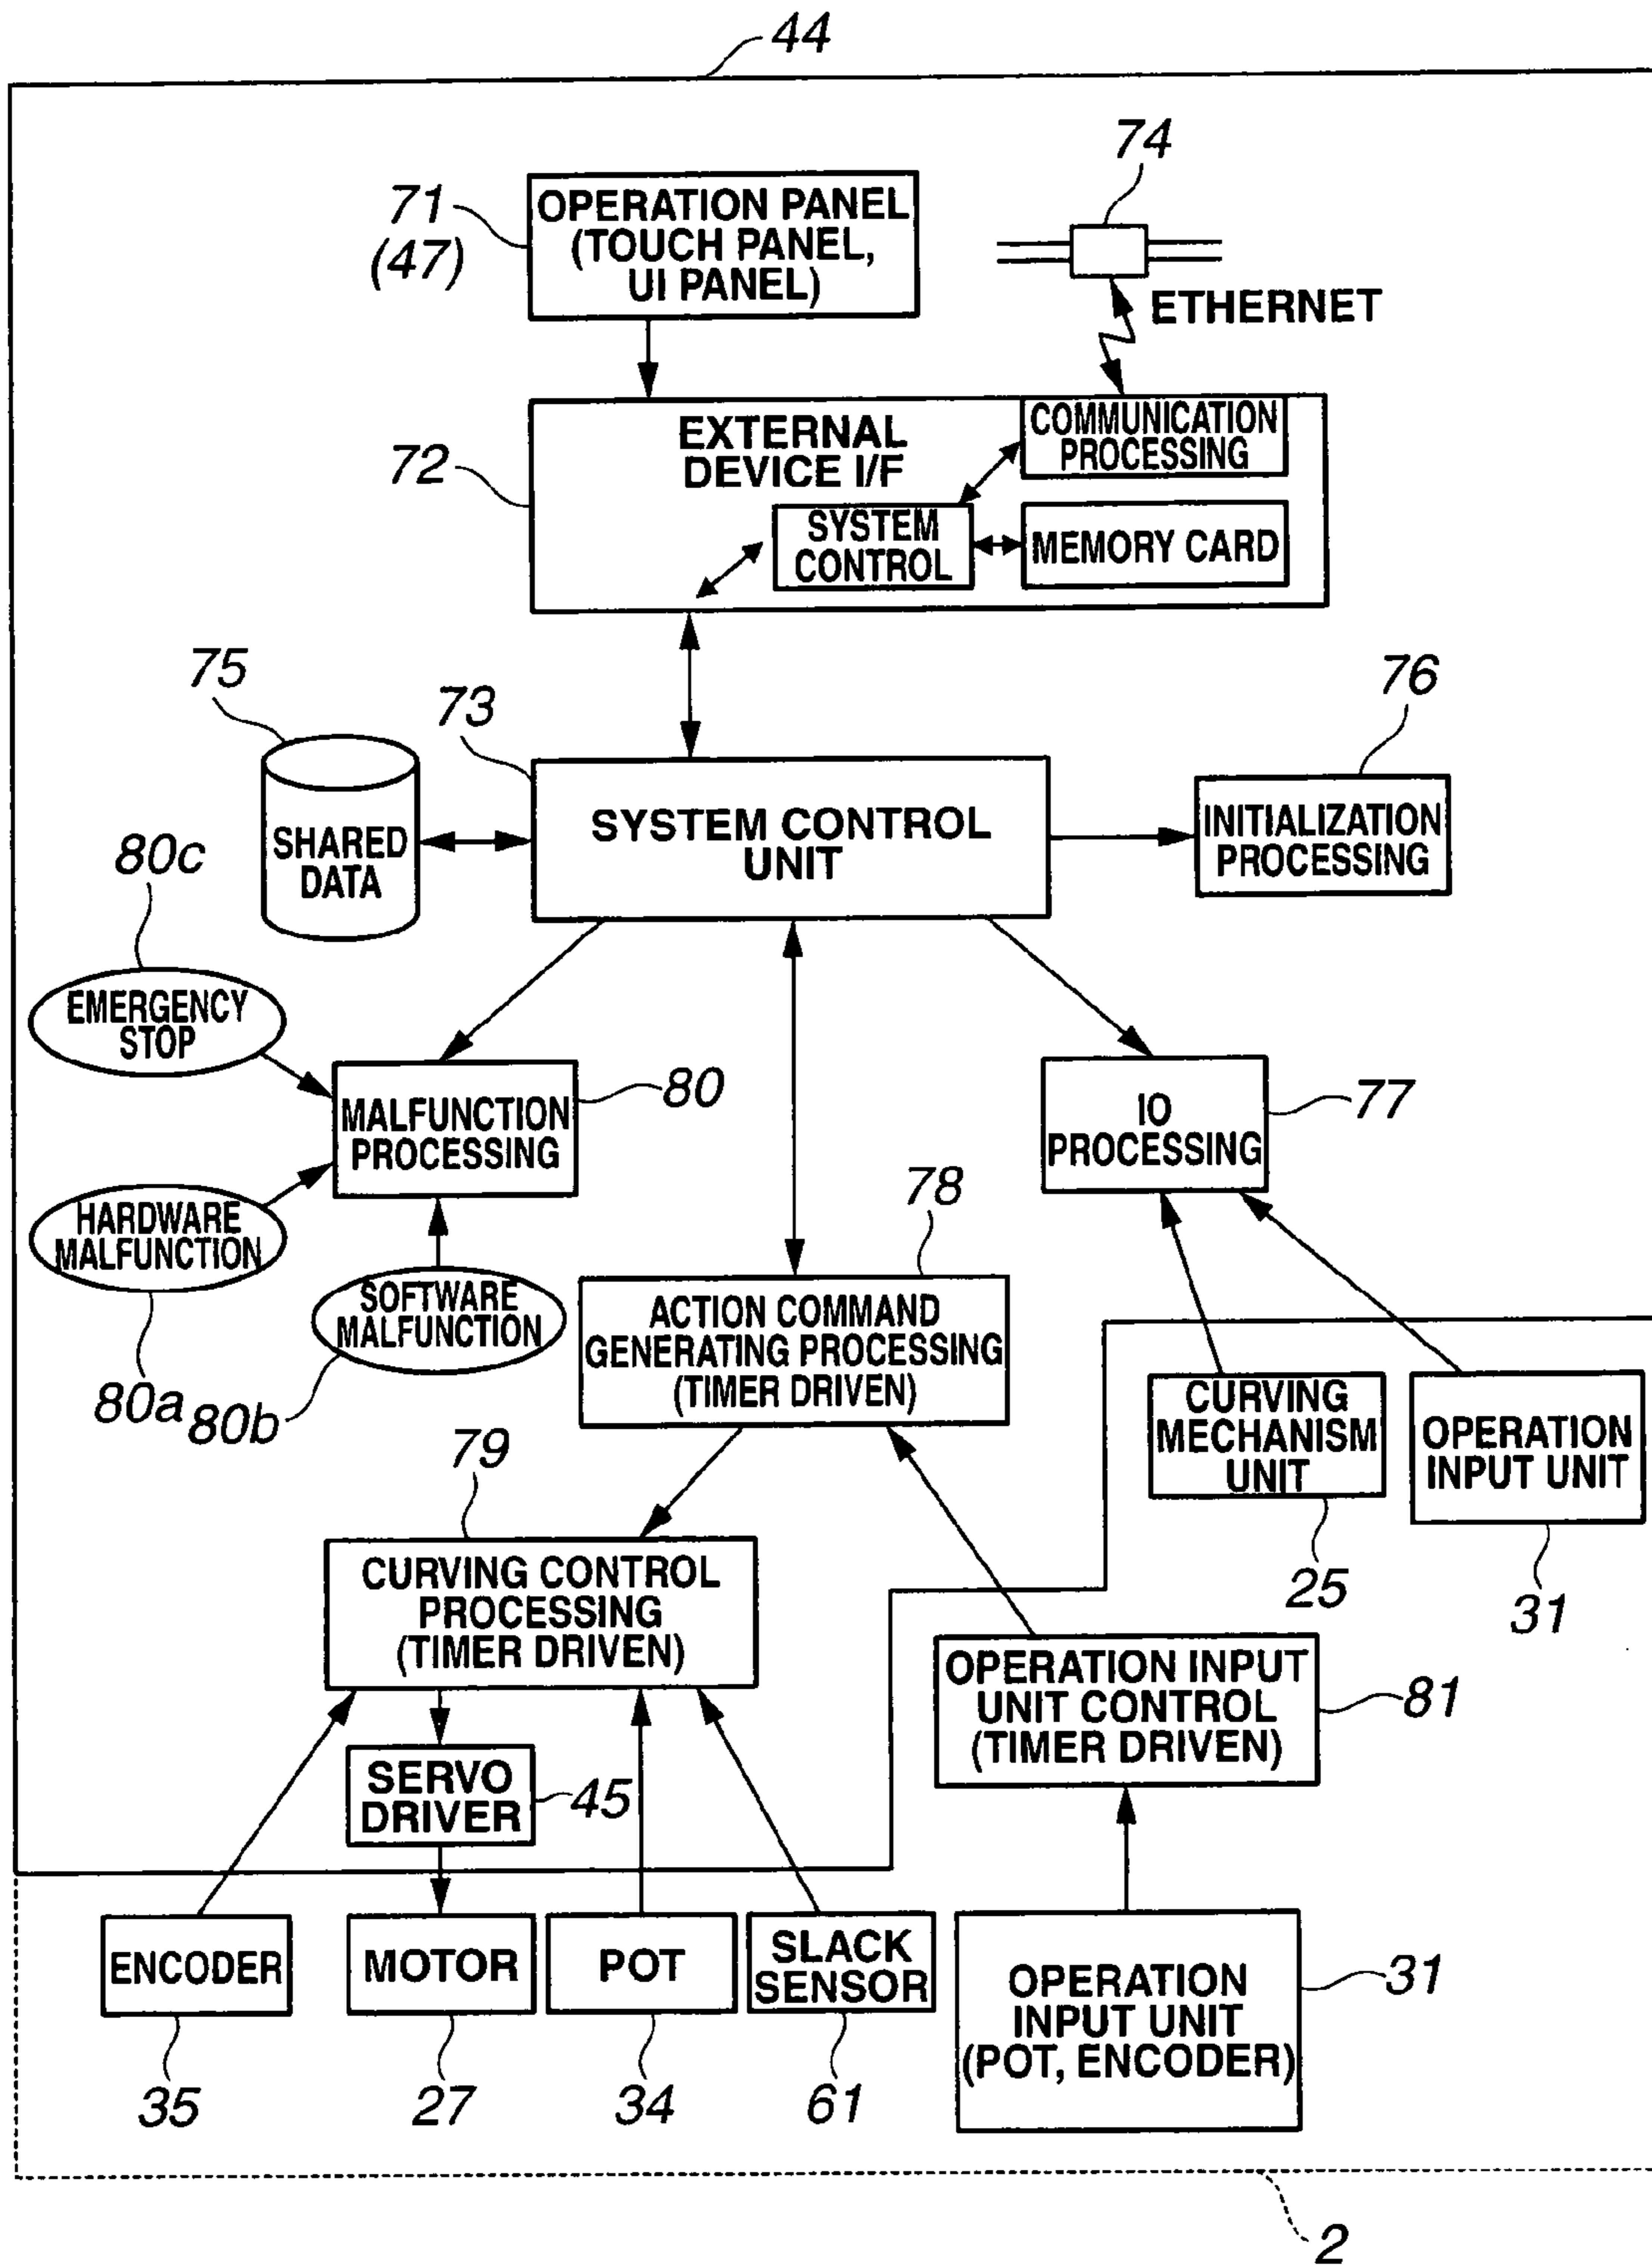 44
74
71
(47)
OPERATION PANEL
(TOUCH PANEL,
UI PANEL)
ETHERNET
72
EXTERNAL
DEVICE I/F
COMMUNICATION
PROCESSING
SYSTEM
CONTROL
MEMORY CARD
75
73
76
SHARED
DATA
SYSTEM CONTROL
UNIT
INITIALIZATION
PROCESSING
80c
EMERGENCY
STOP
MALFUNCTION
PROCESSING
80
IO
PROCESSING
77
HARDWARE
MALFUNCTION
78
SOFTWARE
MALFUNCTION
80a
80b
ACTION COMMAND
GENERATING PROCESSING
(TIMER DRIVEN)
CURVING
MECHANISM
UNIT
OPERATION
INPUT UNIT
79
25
31
CURVING CONTROL
PROCESSING
(TIMER DRIVEN)
OPERATION INPUT
UNIT CONTROL
(TIMER DRIVEN)
81
SERVO
DRIVER
45
ENCODER
MOTOR
POT
SLACK
SENSOR
OPERATION
INPUT UNIT
(POT, ENCODER)
31
35
27
34
61
2